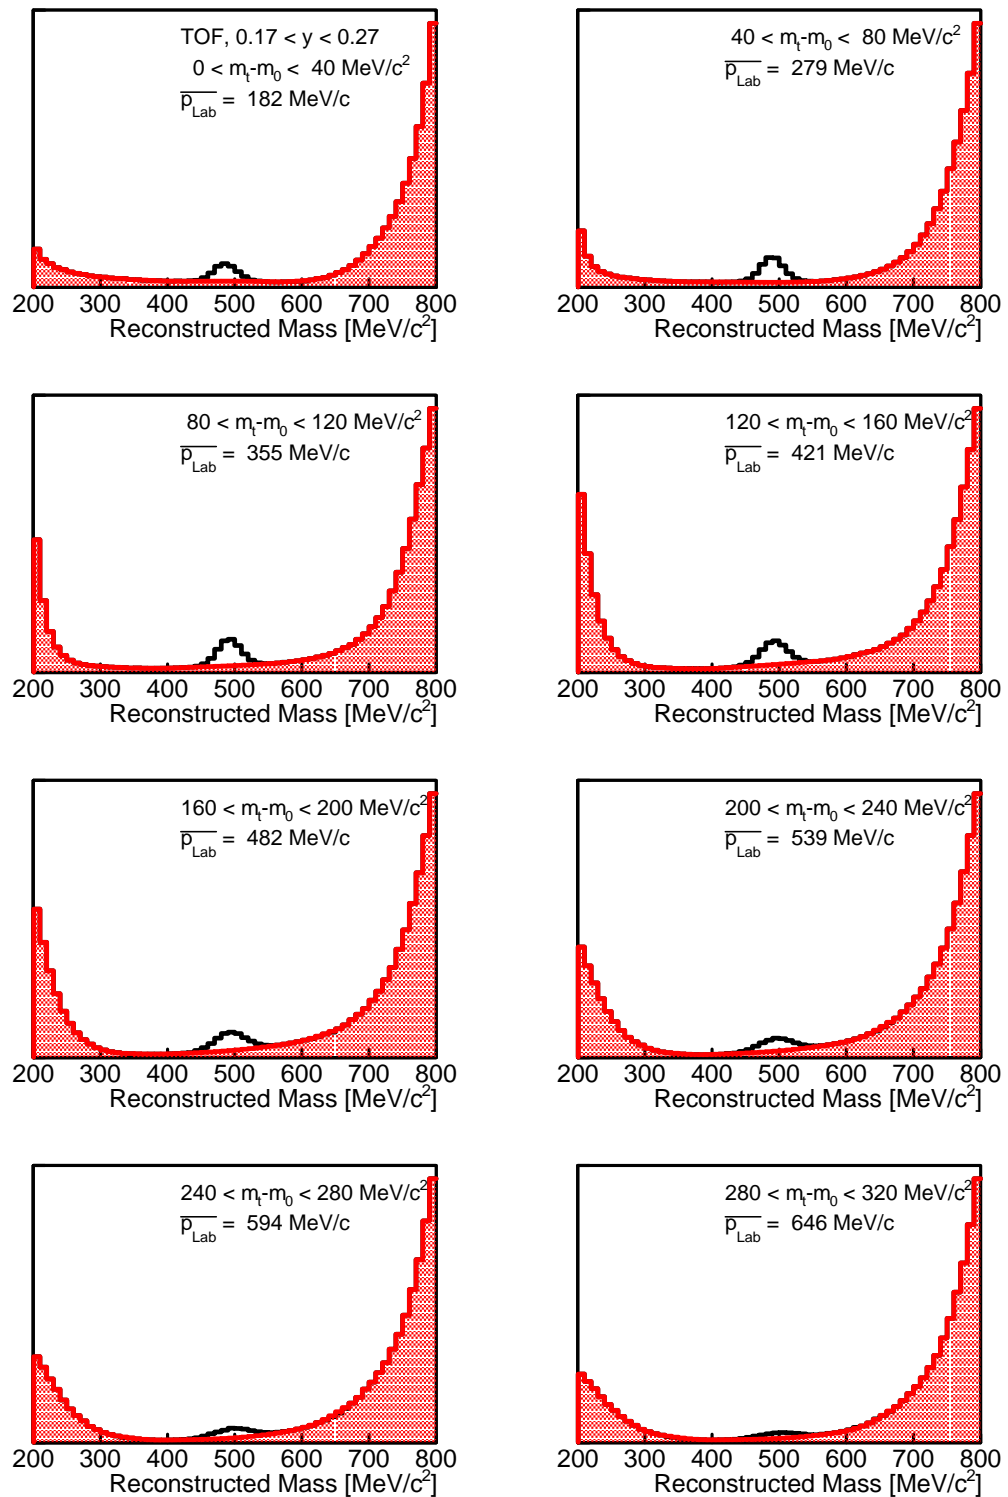 TOF, 0.17 < y < 0.27
0 < mₜ-m₀ < 40 MeV/c²
p_Lab = 182 MeV/c
200 300 400 500 600 700 800
Reconstructed Mass [MeV/c²]
40 < mₜ-m₀ < 80 MeV/c²
p_Lab = 279 MeV/c
200 300 400 500 600 700 800
Reconstructed Mass [MeV/c²]
80 < mₜ-m₀ < 120 MeV/c²
p_Lab = 355 MeV/c
200 300 400 500 600 700 800
Reconstructed Mass [MeV/c²]
120 < mₜ-m₀ < 160 MeV/c²
p_Lab = 421 MeV/c
200 300 400 500 600 700 800
Reconstructed Mass [MeV/c²]
160 < mₜ-m₀ < 200 MeV/c²
p_Lab = 482 MeV/c
200 300 400 500 600 700 800
Reconstructed Mass [MeV/c²]
200 < mₜ-m₀ < 240 MeV/c²
p_Lab = 539 MeV/c
200 300 400 500 600 700 800
Reconstructed Mass [MeV/c²]
240 < mₜ-m₀ < 280 MeV/c²
p_Lab = 594 MeV/c
200 300 400 500 600 700 800
Reconstructed Mass [MeV/c²]
280 < mₜ-m₀ < 320 MeV/c²
p_Lab = 646 MeV/c
200 300 400 500 600 700 800
Reconstructed Mass [MeV/c²]